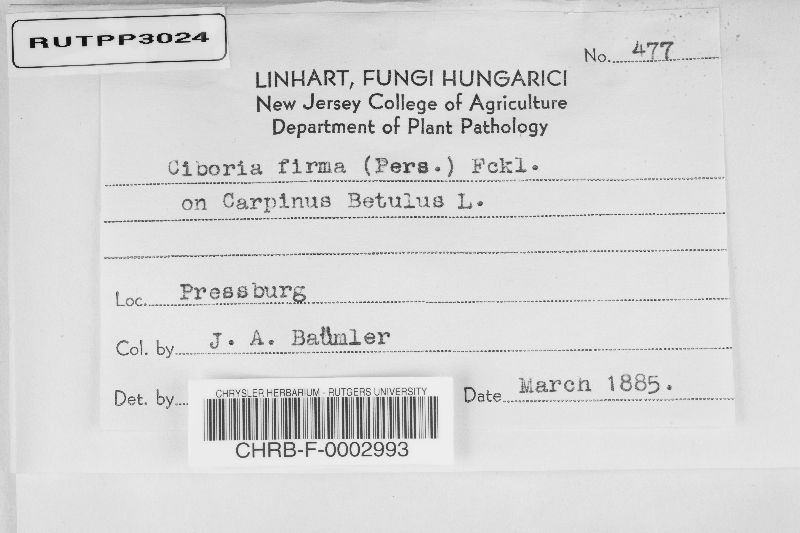 RUTPP3024
No. 477
LINHART, FUNGI HUNGARICI
New Jersey College of Agriculture
Department of Plant Pathology
Ciboria firma (Pers.) Fckl.
on Carpinus Betulus L.
Loc. Pressburg
Col. by J. A. Baümler
Det. by
Date March 1885.
CHRYSLER HERBARIUM - RUTGERS UNIVERSITY
CHRB-F-0002993